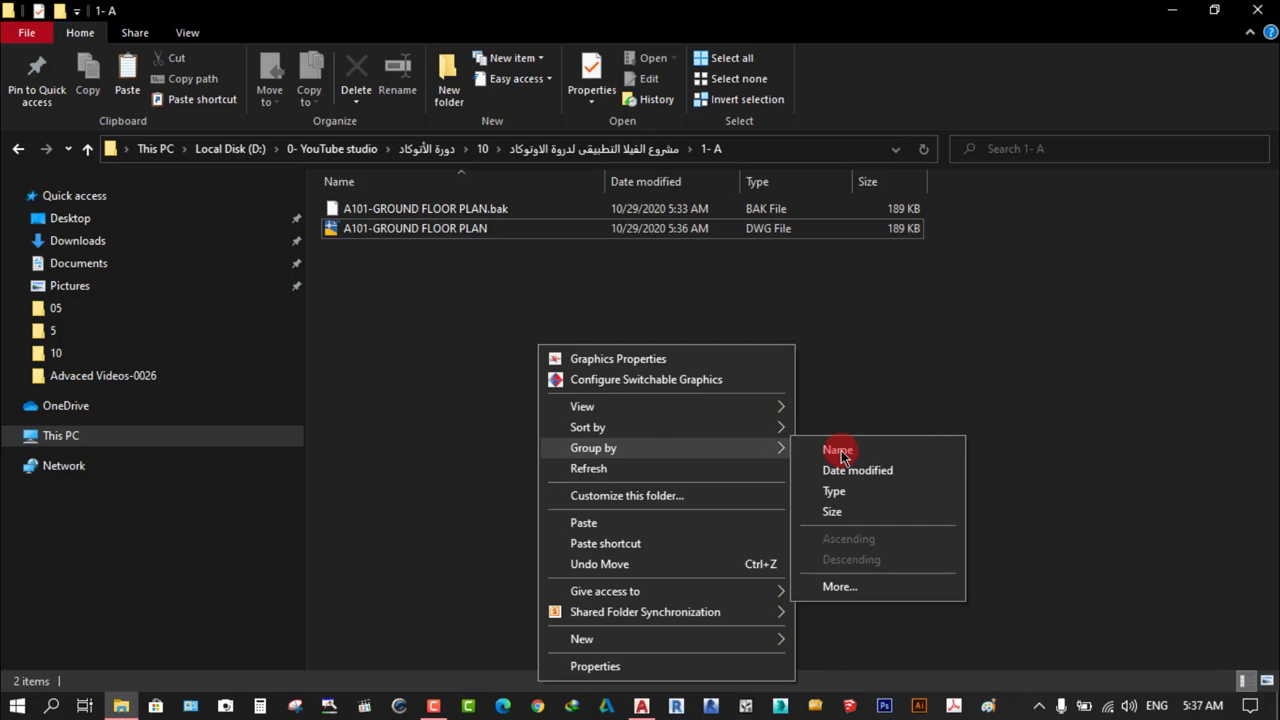 1- A
File Home Share View
Pin to Quick access
Copy
Paste
Cut
Copy path
Paste shortcut
Clipboard
Move to
Copy to
Delete
Rename
Organize
New folder
New item
Easy access
New
Properties
Open
Edit
History
Open
Select all
Select none
Invert selection
Select
This PC Local Disk (D:) 0- YouTube studio دورة الأتوكاد 10 مشروع الفيلا التطبيقى لدروة الاوتوكاد 1- A
Search 1- A
Name Date modified Type Size
A101-GROUND FLOOR PLAN.bak 10/29/2020 5:33 AM BAK File 189 KB
A101-GROUND FLOOR PLAN 10/29/2020 5:36 AM DWG File 189 KB
Quick access
Desktop
Downloads
Documents
Pictures
05
5
10
Advaced Videos-0026
OneDrive
This PC
Network
Graphics Properties
Configure Switchable Graphics
View
Sort by
Group by
Refresh
Customize this folder...
Paste
Paste shortcut
Undo Move Ctrl+Z
Give access to
Shared Folder Synchronization
New
Properties
Name
Date modified
Type
Size
Ascending
Descending
More...
2 items
ENG 5:37 AM